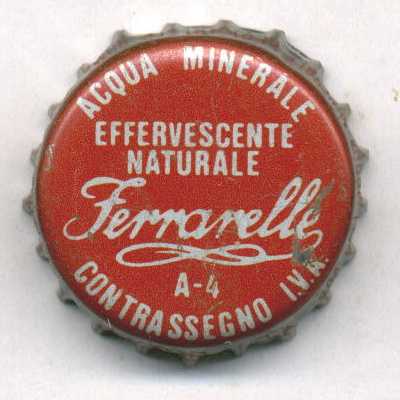 ACQUA MINERALE
EFFERVESCENTE
NATURALE
Ferrarelle
A-4
CONTRASSEGNO I.V.A.